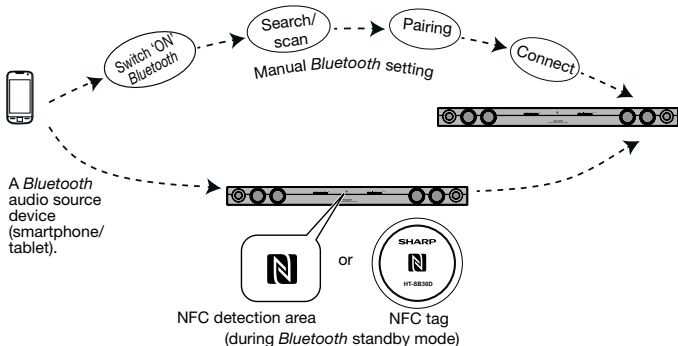 Switch 'ON'
Bluetooth
Search/
scan
Pairing
Connect
Manual Bluetooth setting
A Bluetooth
audio source
device
(smartphone/
tablet).
or
SHARP
HT-SB30D
NFC detection area
NFC tag
(during Bluetooth standby mode)